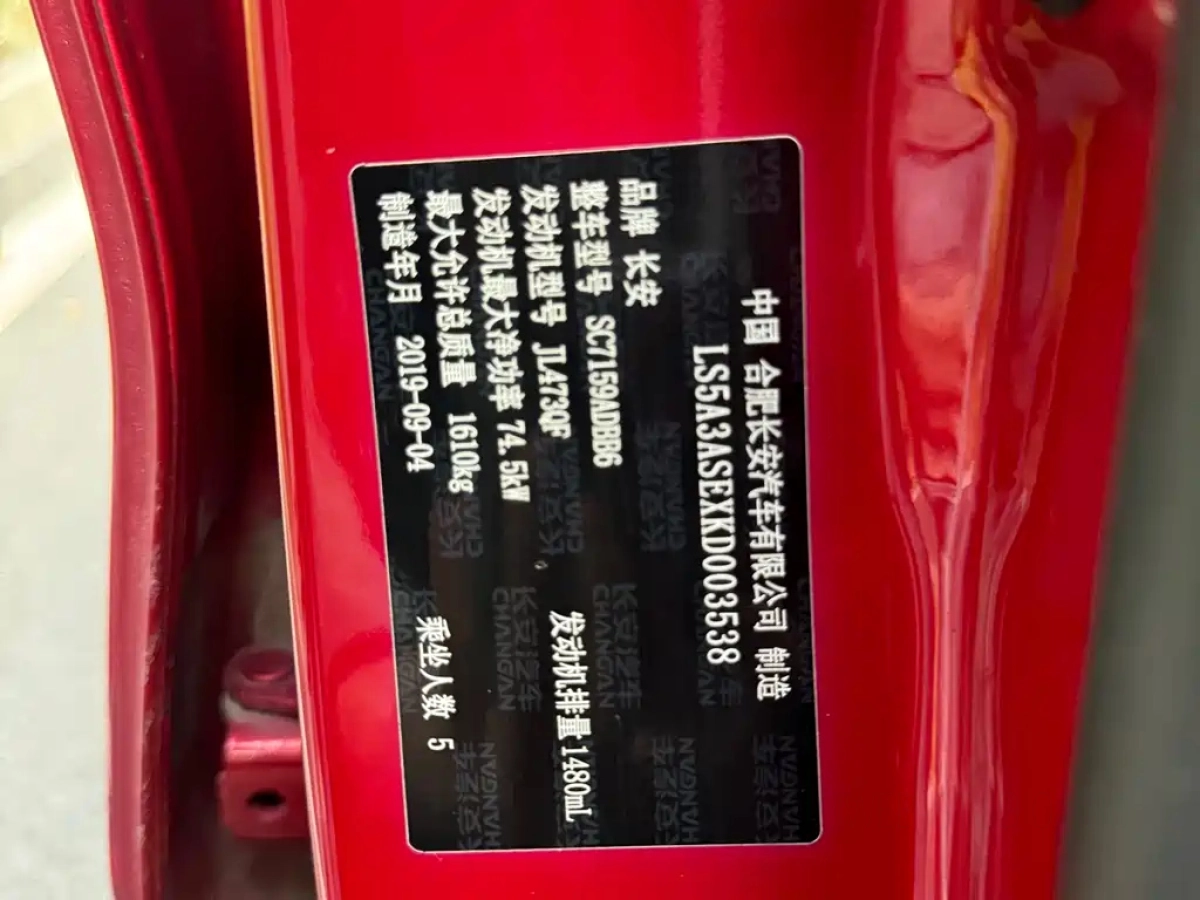 中国 合肥长安汽车有限公司 制造
LS5A3ASEXKD003538
品牌 长安
整车型号 SC7159ADBB6
发动机型号 JL473QF 发动机排量 1480mL
发动机最大净功率 74.5kW
最大允许总质量 1610kg
制造年月 2019-09-04 乘坐人数 5